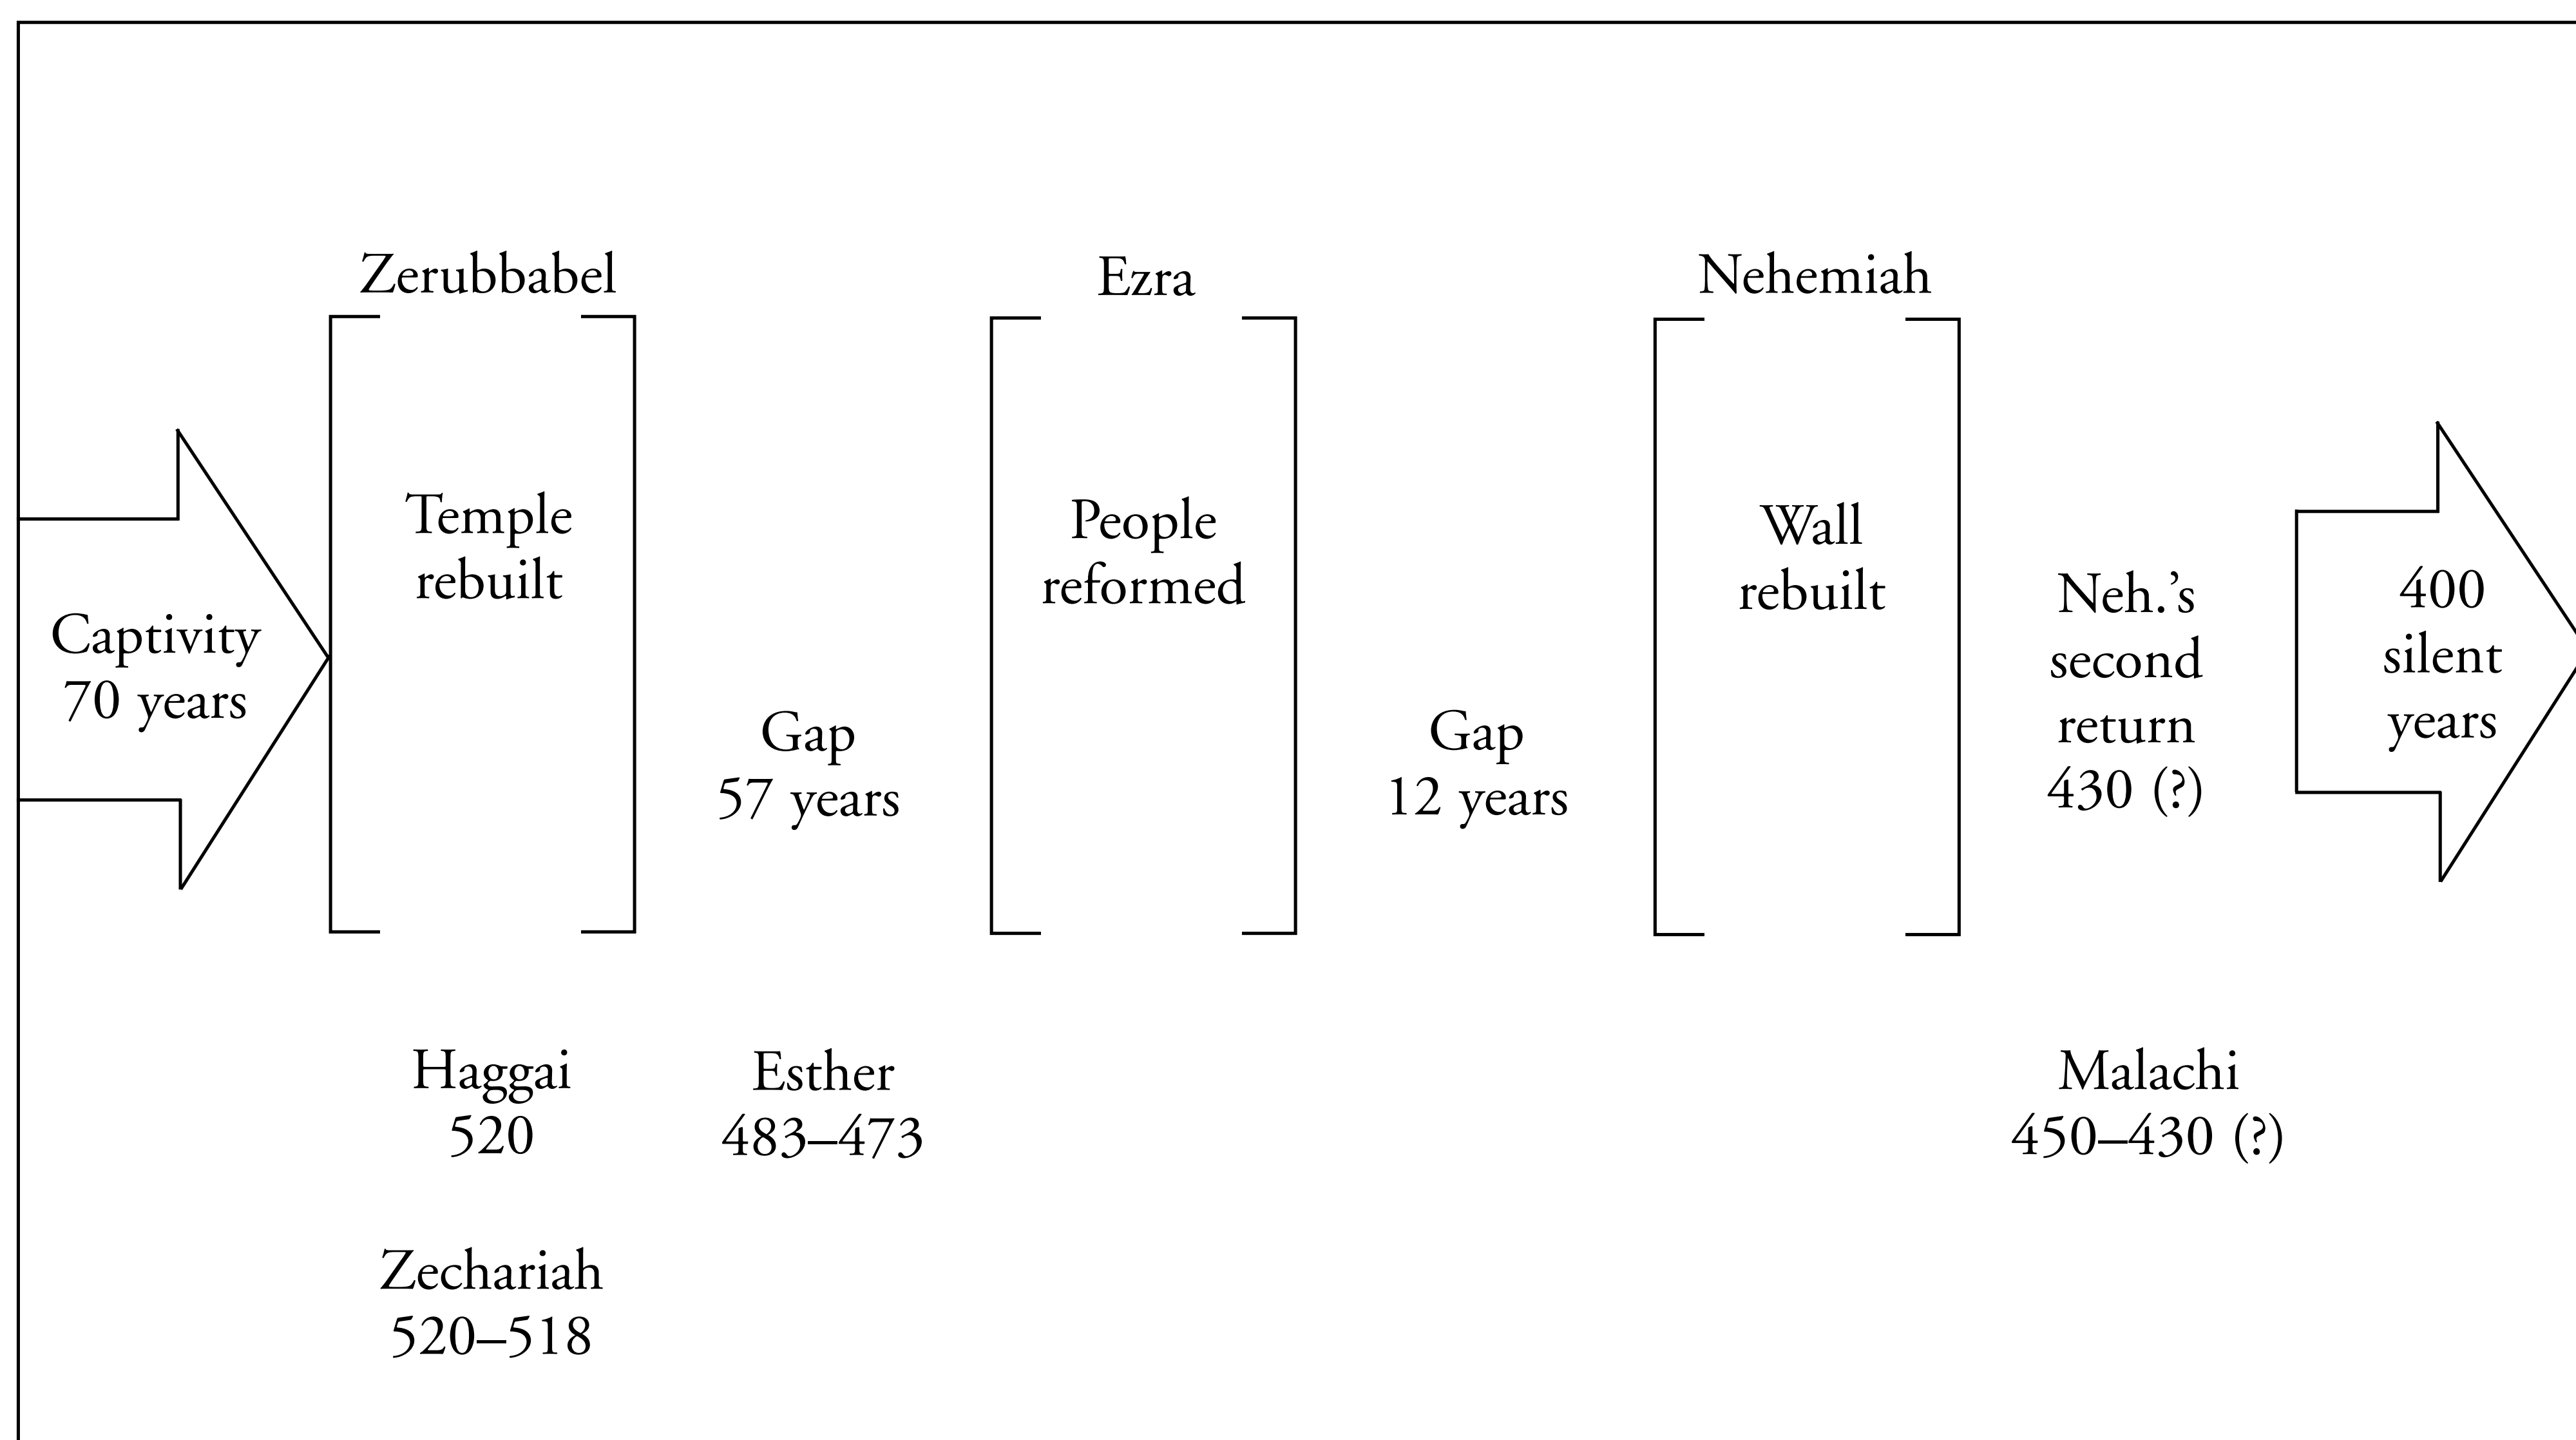 Zerubbabel
Ezra
Nehemiah
Captivity
70 years
Temple
rebuilt
Gap
57 years
People
reformed
Gap
12 years
Wall
rebuilt
Neh.’s
second
return
430 (?)
400
silent
years
Haggai
520
Esther
483–473
Malachi
450–430 (?)
Zechariah
520–518